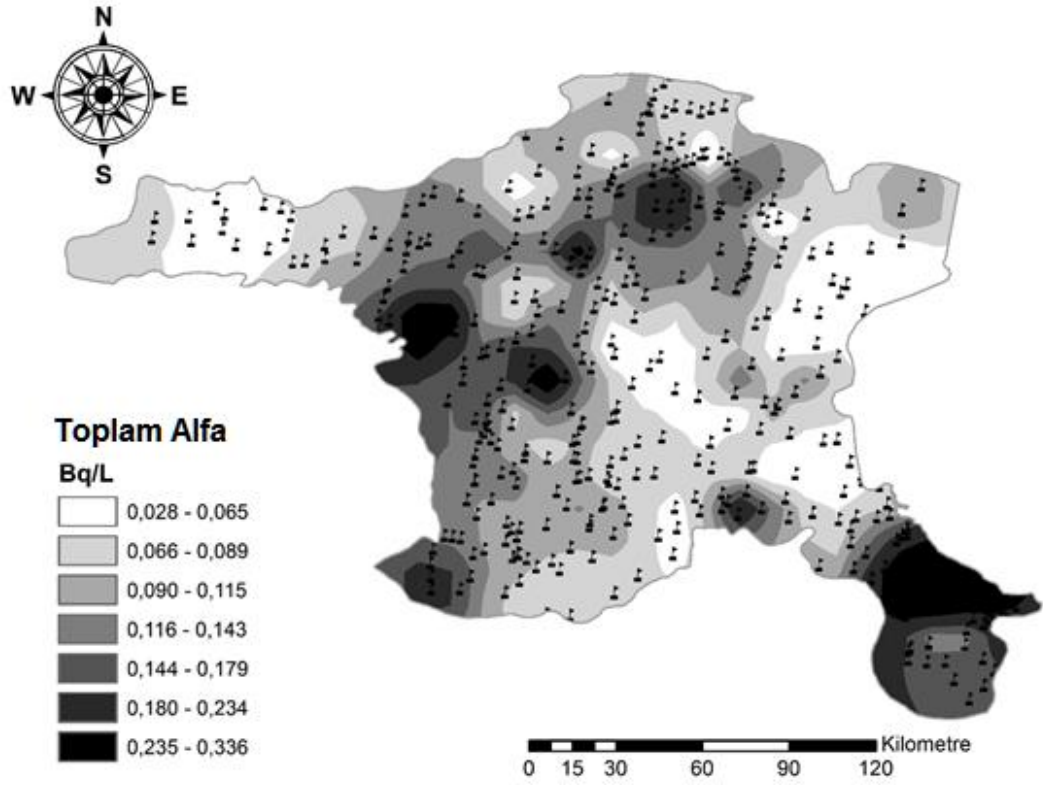 N
W E
S
Toplam Alfa
Bq/L
0,028 - 0,065
0,066 - 0,089
0,090 - 0,115
0,116 - 0,143
0,144 - 0,179
0,180 - 0,234
0,235 - 0,336
Kilometre
0 15 30 60 90 120